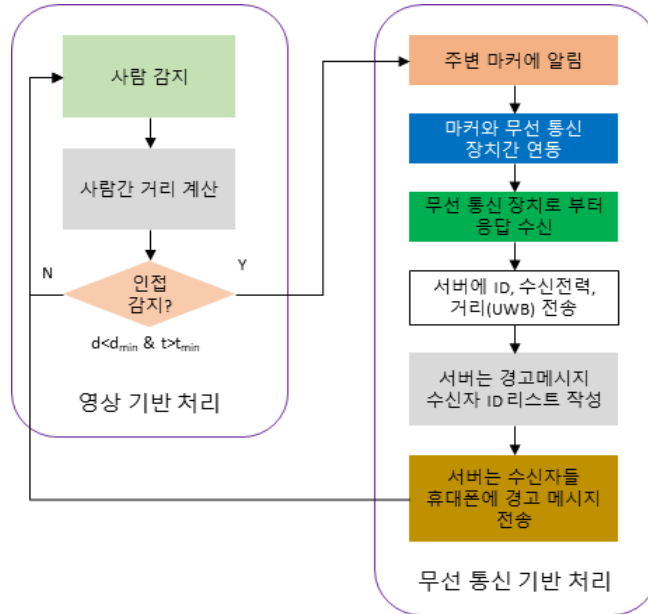 사람 감지
사람간 거리 계산
N
Y
인접
감지?
d<dmin & t>tmin
영상 기반 처리
주변 마커에 알림
마커와 무선 통신
장치간 연동
무선 통신 장치로 부터
응답 수신
서버에 ID, 수신전력,
거리(UWB) 전송
서버는 경고메시지
수신자 ID 리스트 작성
서버는 수신자들
휴대폰에 경고 메시지
전송
무선 통신 기반 처리